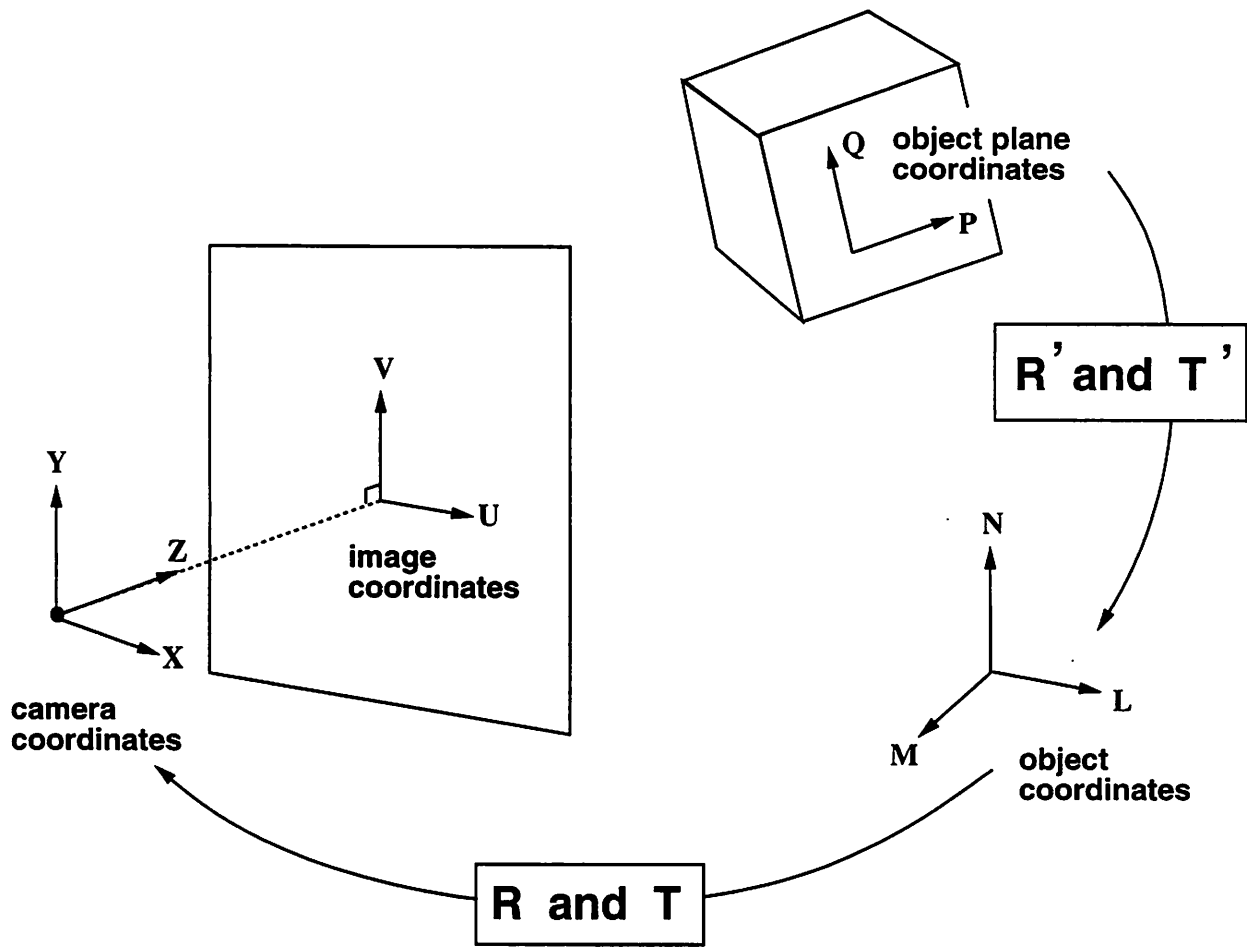 Q
object plane
coordinates
P
R' and T'
V
U
image
coordinates
Y
Z
X
camera
coordinates
N
L
M
object
coordinates
R and T